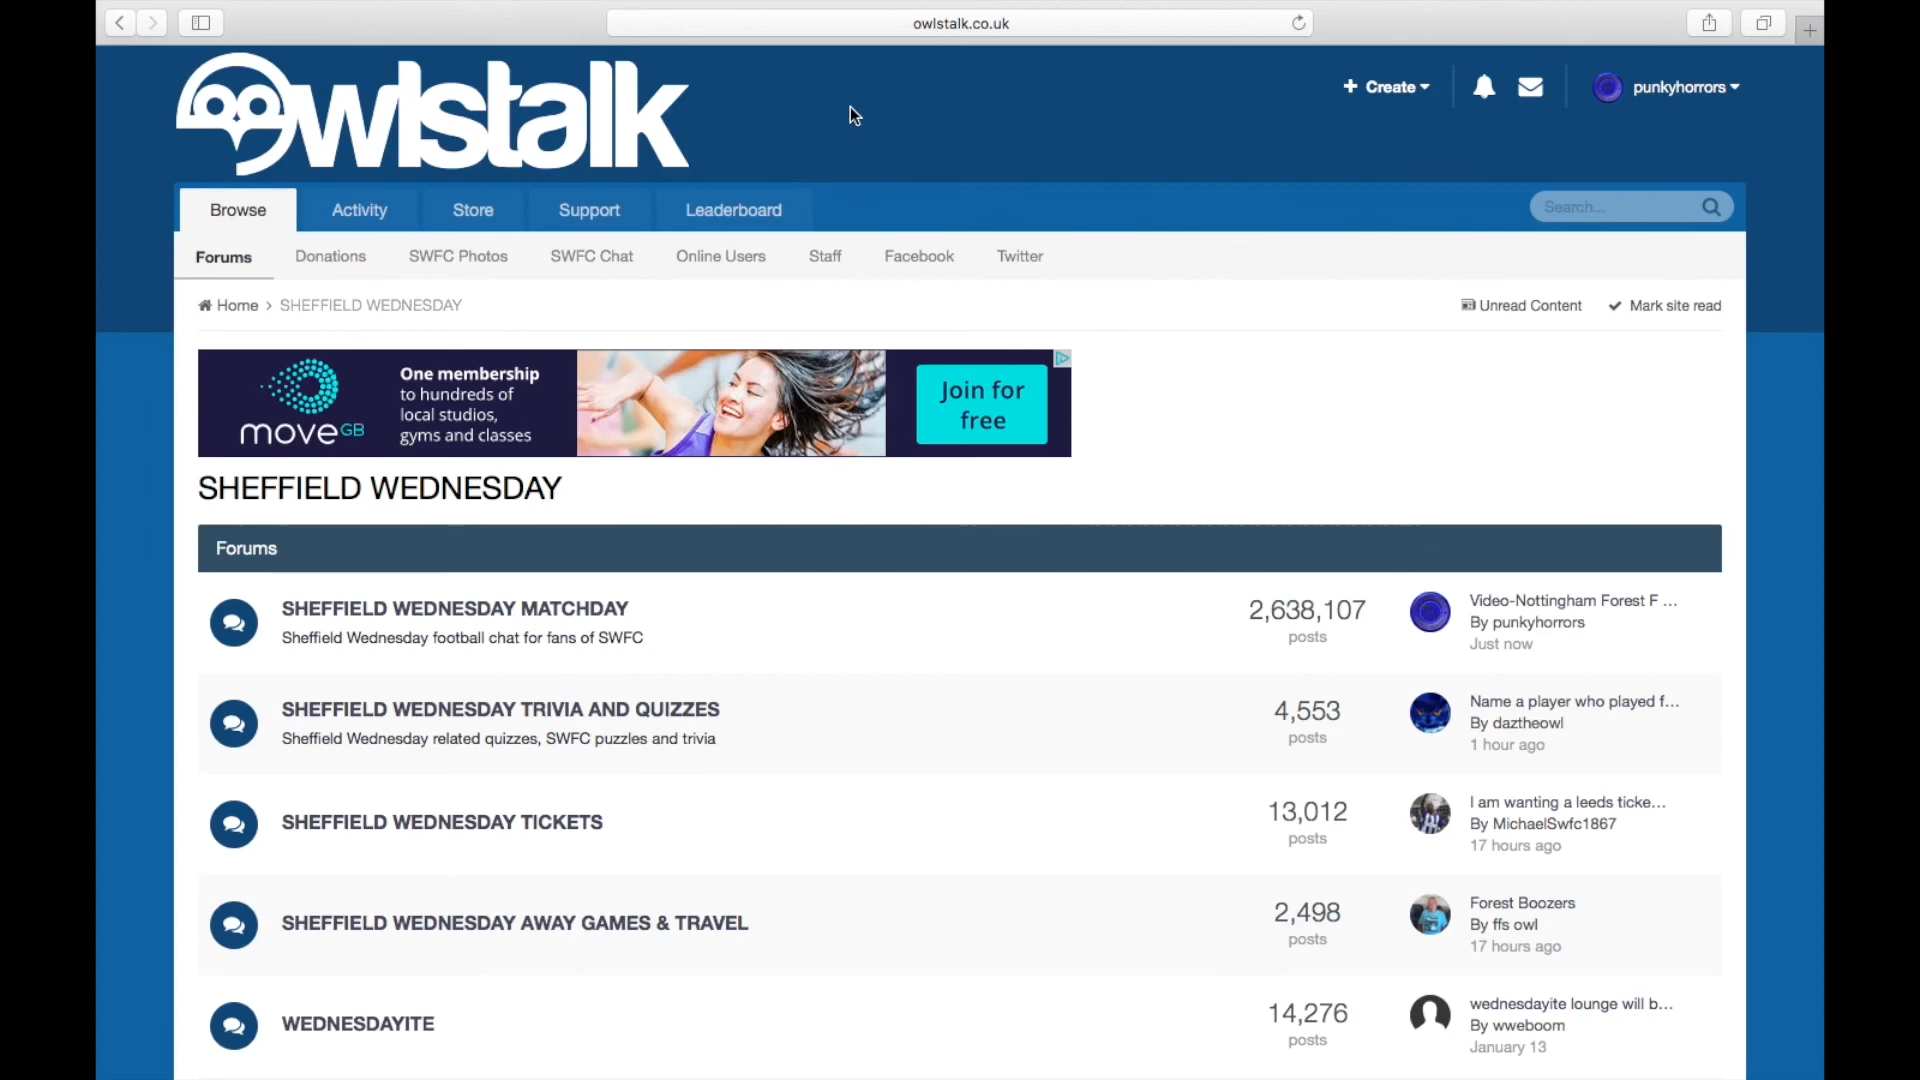 owlstalk.co.uk
owlstalk
Create
punkyhorrors
Browse
Activity
Store
Support
Leaderboard
Search...
Forums
Donations
SWFC Photos
SWFC Chat
Online Users
Staff
Facebook
Twitter
Home
SHEFFIELD WEDNESDAY
Unread Content
Mark site read
moveGB
One membership
to hundreds of
local studios,
gyms and classes
Join for
free
SHEFFIELD WEDNESDAY
Forums
SHEFFIELD WEDNESDAY MATCHDAY
Sheffield Wednesday football chat for fans of SWFC
2,638,107
posts
Video-Nottingham Forest F ...
By punkyhorrors
Just now
SHEFFIELD WEDNESDAY TRIVIA AND QUIZZES
Sheffield Wednesday related quizzes, SWFC puzzles and trivia
4,553
posts
Name a player who played f...
By daztheowl
1 hour ago
SHEFFIELD WEDNESDAY TICKETS
13,012
posts
I am wanting a leeds ticke...
By MichaelSwfc1867
17 hours ago
SHEFFIELD WEDNESDAY AWAY GAMES & TRAVEL
2,498
posts
Forest Boozers
By ffs owl
17 hours ago
WEDNESDAYITE
14,276
posts
wednesdayite lounge will b...
By wweboom
January 13